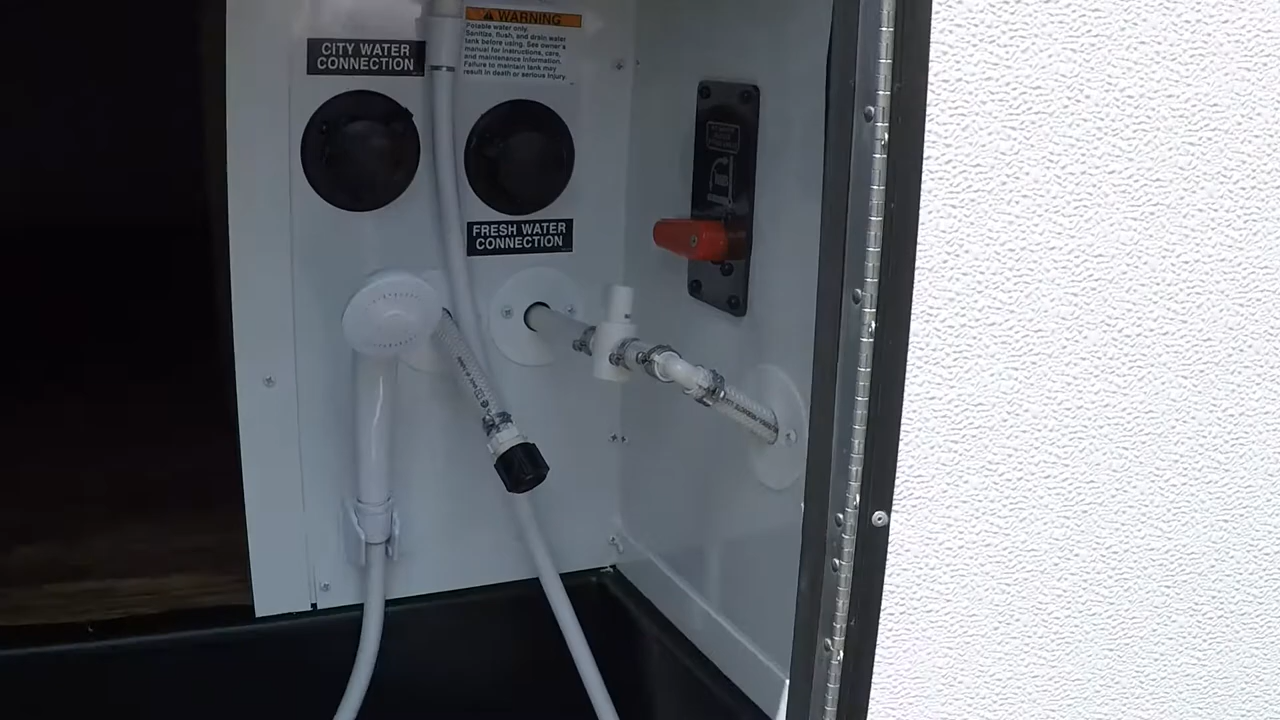 CITY WATER
CONNECTION
WARNING
Potable water only.
Sanitize, flush, and drain water
tank before using. See owner's
manual for instructions, care,
and maintenance information.
Failure to maintain tank may
result in death or serious injury.
FRESH WATER
CONNECTION